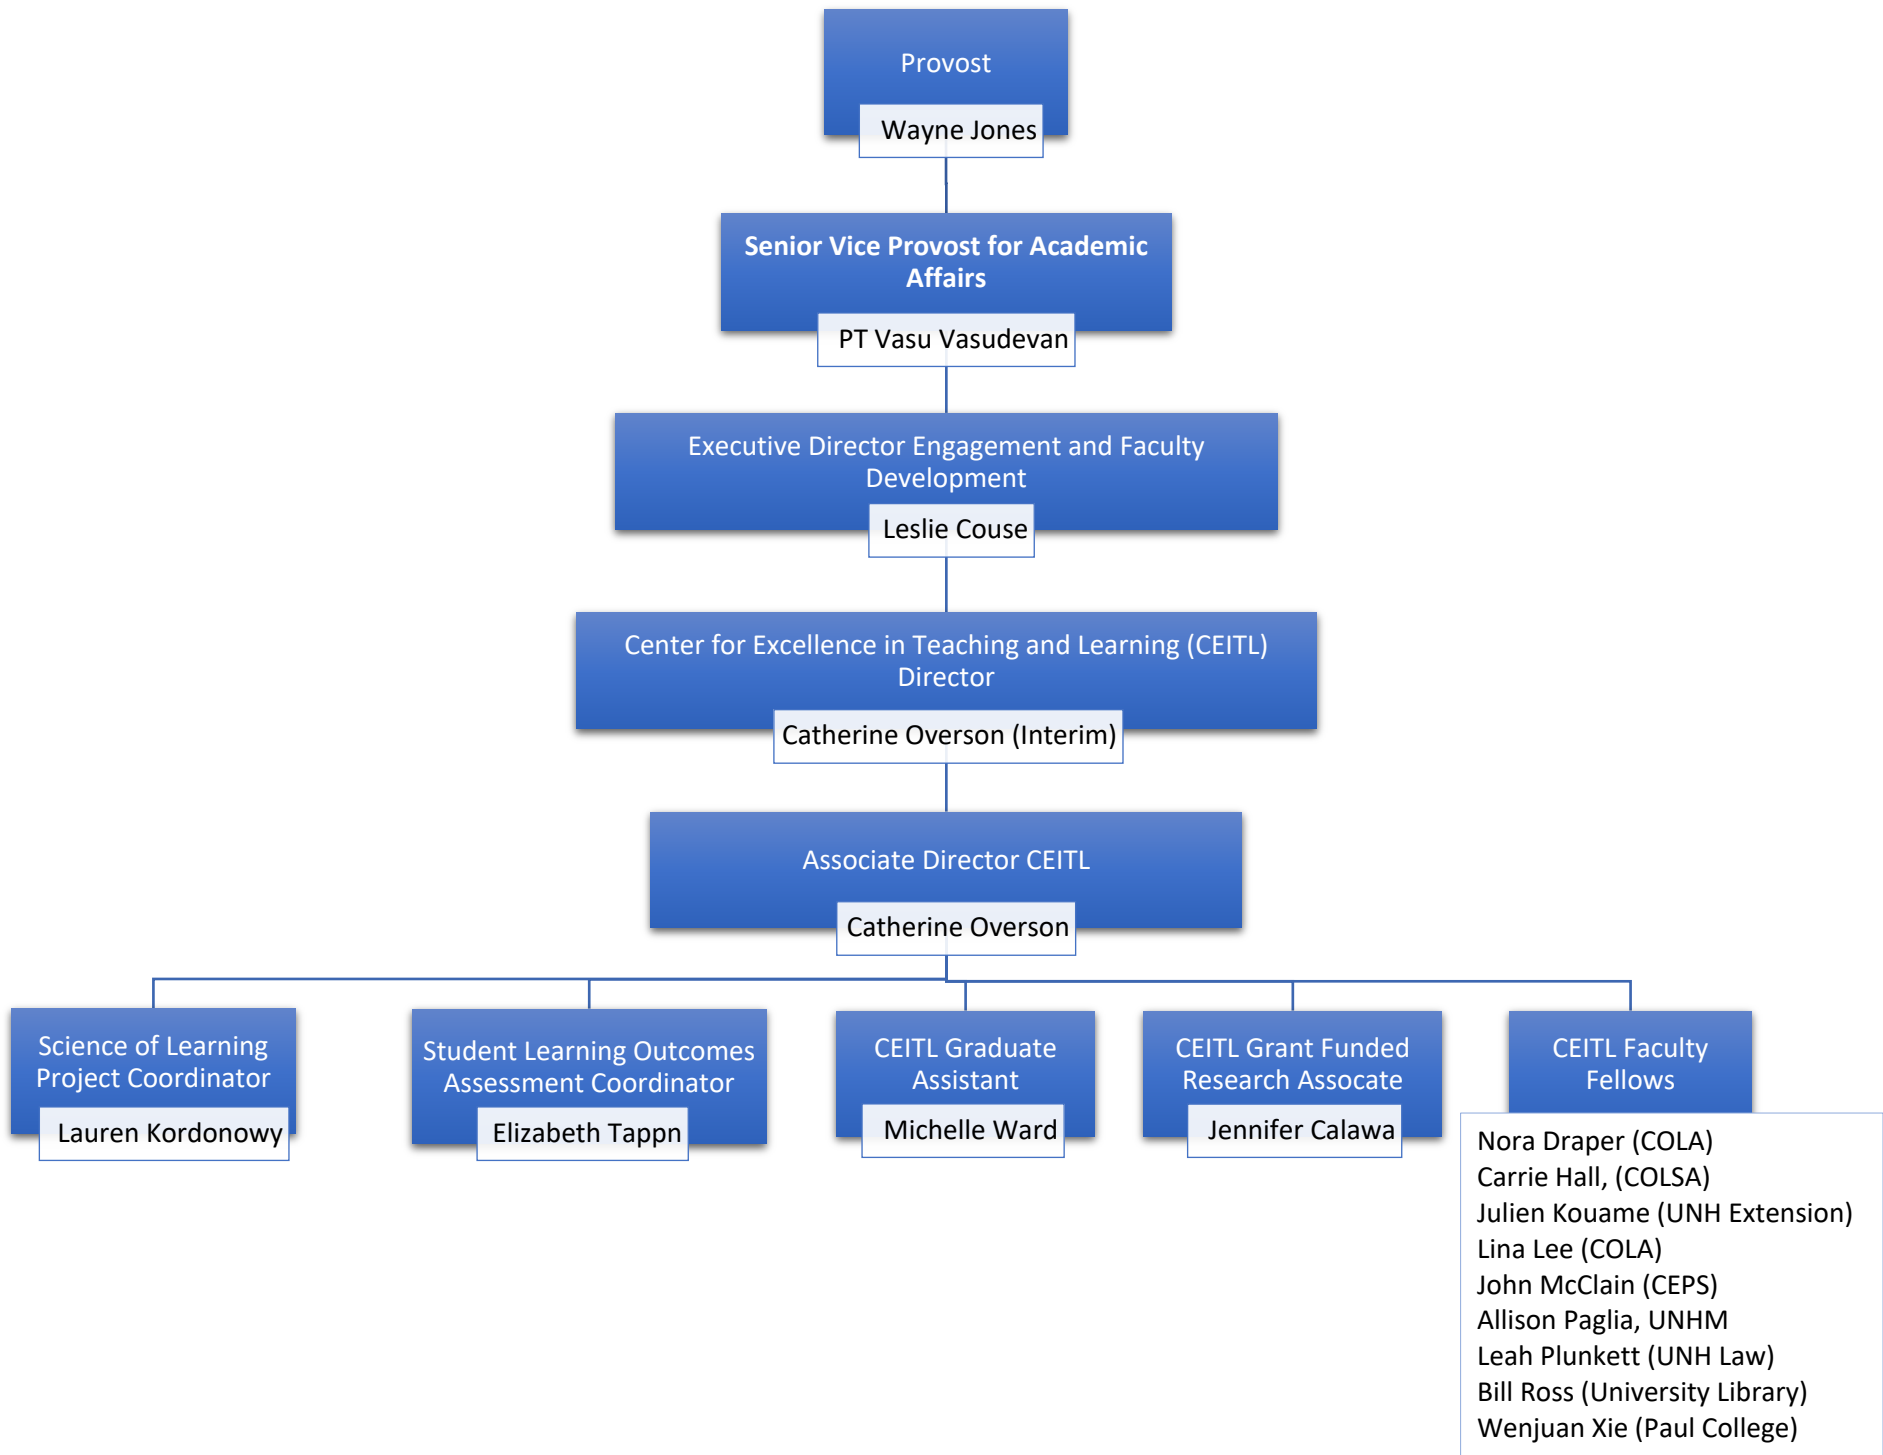 Provost
Wayne Jones
Senior Vice Provost for Academic
Affairs
PT Vasu Vasudevan
Executive Director Engagement and Faculty
Development
Leslie Couse
Center for Excellence in Teaching and Learning (CEITL)
Director
Catherine Overson (Interim)
Associate Director CEITL
Catherine Overson
Science of Learning
Project Coordinator
Lauren Kordonowy
Student Learning Outcomes
Assessment Coordinator
Elizabeth Tappn
CEITL Graduate
Assistant
Michelle Ward
CEITL Grant Funded
Research Assocate
Jennifer Calawa
CEITL Faculty
Fellows
Nora Draper (COLA)
Carrie Hall, (COLSA)
Julien Kouame (UNH Extension)
Lina Lee (COLA)
John McClain (CEPS)
Allison Paglia, UNHM
Leah Plunkett (UNH Law)
Bill Ross (University Library)
Wenjuan Xie (Paul College)